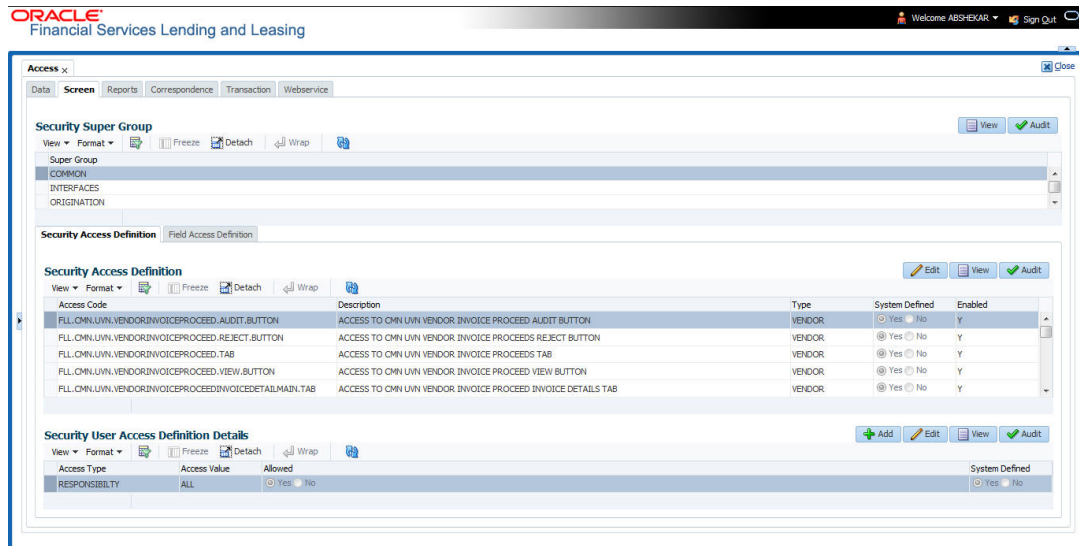 ORACLE
Financial Services Lending and Leasing
Welcome ABSHEKAR Sign Out
Access x
Close
Data Screen Reports Correspondence Transaction Webservice
Security Super Group
View Audit
View Format Freeze Detach Wrap
Super Group
COMMON
INTERFACES
ORIGINATION
Security Access Definition Field Access Definition
Security Access Definition
Edit View Audit
View Format Freeze Detach Wrap
Access Code Description Type System Defined Enabled
FLL.CMN.UVN.VENDORINVOICEPROCEED.AUDIT.BUTTON ACCESS TO CMN UVN VENDOR INVOICE PROCEED AUDIT BUTTON VENDOR Yes No Y
FLL.CMN.UVN.VENDORINVOICEPROCEED.REJECT.BUTTON ACCESS TO CMN UVN VENDOR INVOICE PROCEEDS REJECT BUTTON VENDOR Yes No Y
FLL.CMN.UVN.VENDORINVOICEPROCEED.TAB ACCESS TO CMN UVN VENDOR INVOICE PROCEEDS TAB VENDOR Yes No Y
FLL.CMN.UVN.VENDORINVOICEPROCEED.VIEW.BUTTON ACCESS TO CMN UVN VENDOR INVOICE PROCEED VIEW BUTTON VENDOR Yes No Y
FLL.CMN.UVN.VENDORINVOICEPROCEEDINVOICEDETAILMAIN.TAB ACCESS TO CMN UVN VENDOR INVOICE PROCEED INVOICE DETAILS TAB VENDOR Yes No Y
Security User Access Definition Details
Add Edit View Audit
View Format Freeze Detach Wrap
Access Type Access Value Allowed System Defined
RESPONSIBILTY ALL Yes No Yes No